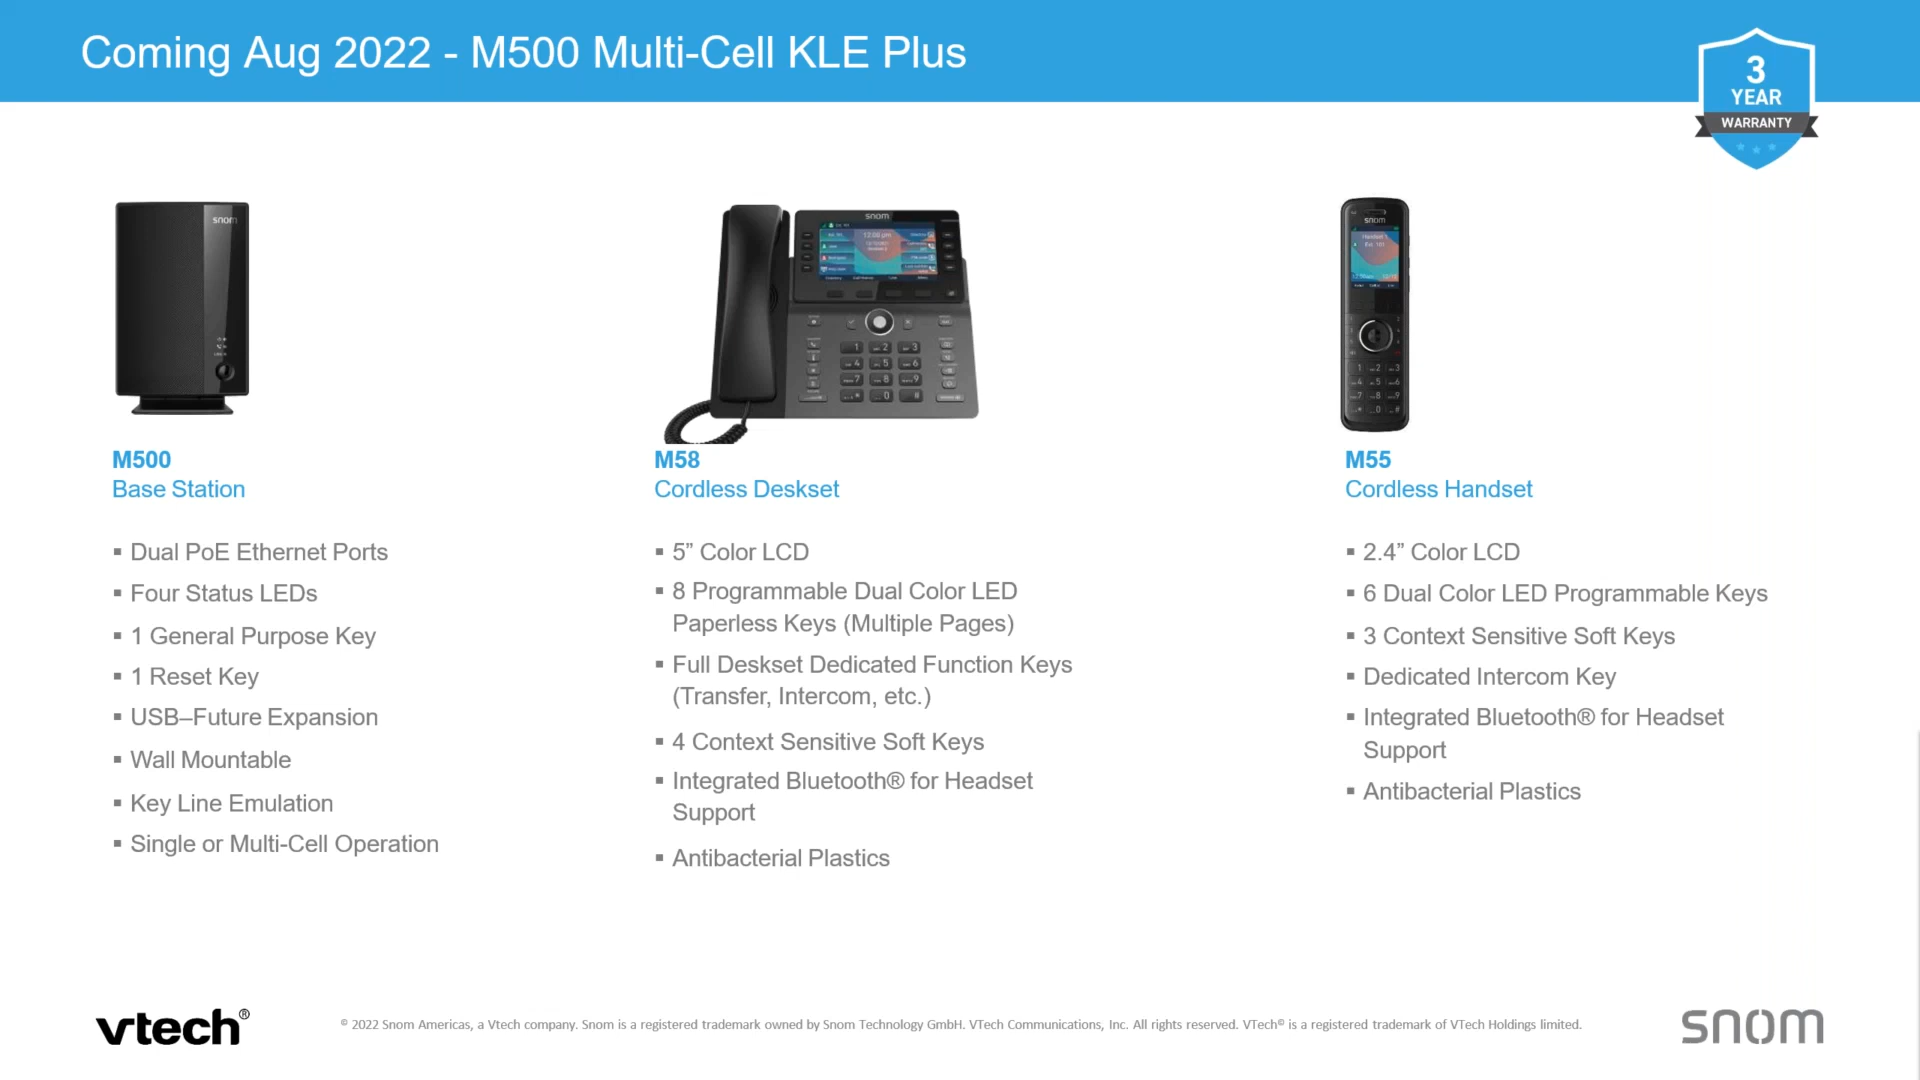 Coming Aug 2022 - M500 Multi-Cell KLE Plus
3
YEAR
WARRANTY
snom
snom
snom
M500
Base Station
▪ Dual PoE Ethernet Ports
▪ Four Status LEDs
▪ 1 General Purpose Key
▪ 1 Reset Key
▪ USB–Future Expansion
▪ Wall Mountable
▪ Key Line Emulation
▪ Single or Multi-Cell Operation
M58
Cordless Deskset
▪ 5” Color LCD
▪ 8 Programmable Dual Color LED
Paperless Keys (Multiple Pages)
▪ Full Deskset Dedicated Function Keys
(Transfer, Intercom, etc.)
▪ 4 Context Sensitive Soft Keys
▪ Integrated Bluetooth® for Headset
Support
▪ Antibacterial Plastics
M55
Cordless Handset
▪ 2.4” Color LCD
▪ 6 Dual Color LED Programmable Keys
▪ 3 Context Sensitive Soft Keys
▪ Dedicated Intercom Key
▪ Integrated Bluetooth® for Headset
Support
▪ Antibacterial Plastics
vtech®
© 2022 Snom Americas, a Vtech company. Snom is a registered trademark owned by Snom Technology GmbH. VTech Communications, Inc. All rights reserved. VTech® is a registered trademark of VTech Holdings limited.
snom